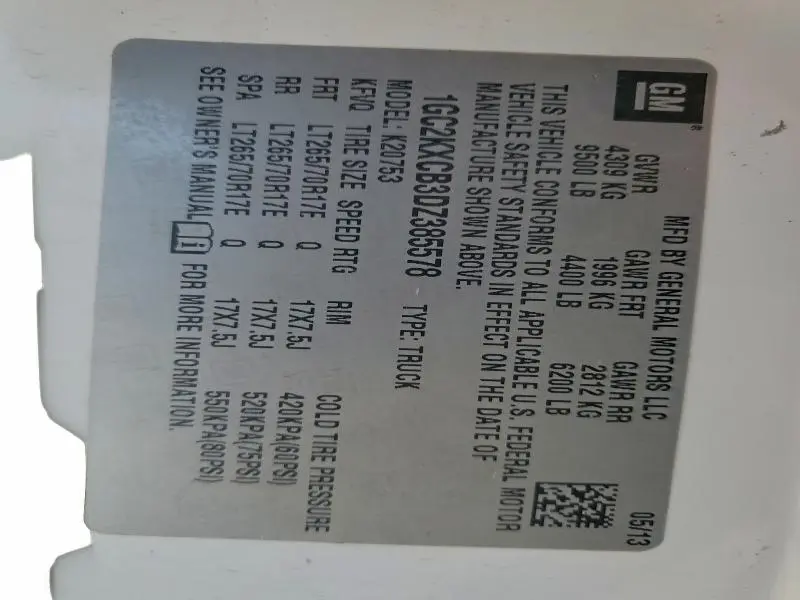 GM®
MFD BY GENERAL MOTORS LLC 05/13
GVWR GAWR FRT GAWR RR
4309 KG 1996 KG 2812 KG
9500 LB 4400 LB 6200 LB
THIS VEHICLE CONFORMS TO ALL APPLICABLE U.S. FEDERAL MOTOR
VEHICLE SAFETY STANDARDS IN EFFECT ON THE DATE OF
MANUFACTURE SHOWN ABOVE.
1GC2KXCB3DZ385578 TYPE: TRUCK
MODEL: K20753
KFVQ TIRE SIZE SPEED RTG RIM COLD TIRE PRESSURE
FRT LT265/70R17E Q 17X7.5J 420KPA(60PSI)
RR LT265/70R17E Q 17X7.5J 520KPA(75PSI)
SPA LT265/70R17E Q 17X7.5J 550KPA(80PSI)
SEE OWNER'S MANUAL i FOR MORE INFORMATION.